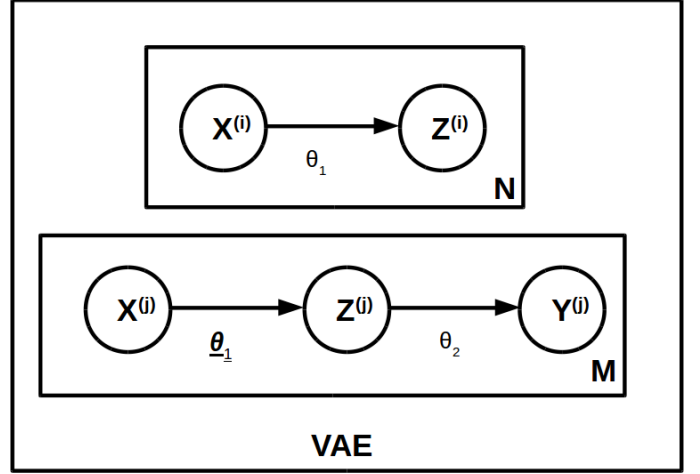 X(i) Z(i)
θ1
N
X(j) Z(j) Y(j)
θ1 θ2
M
VAE